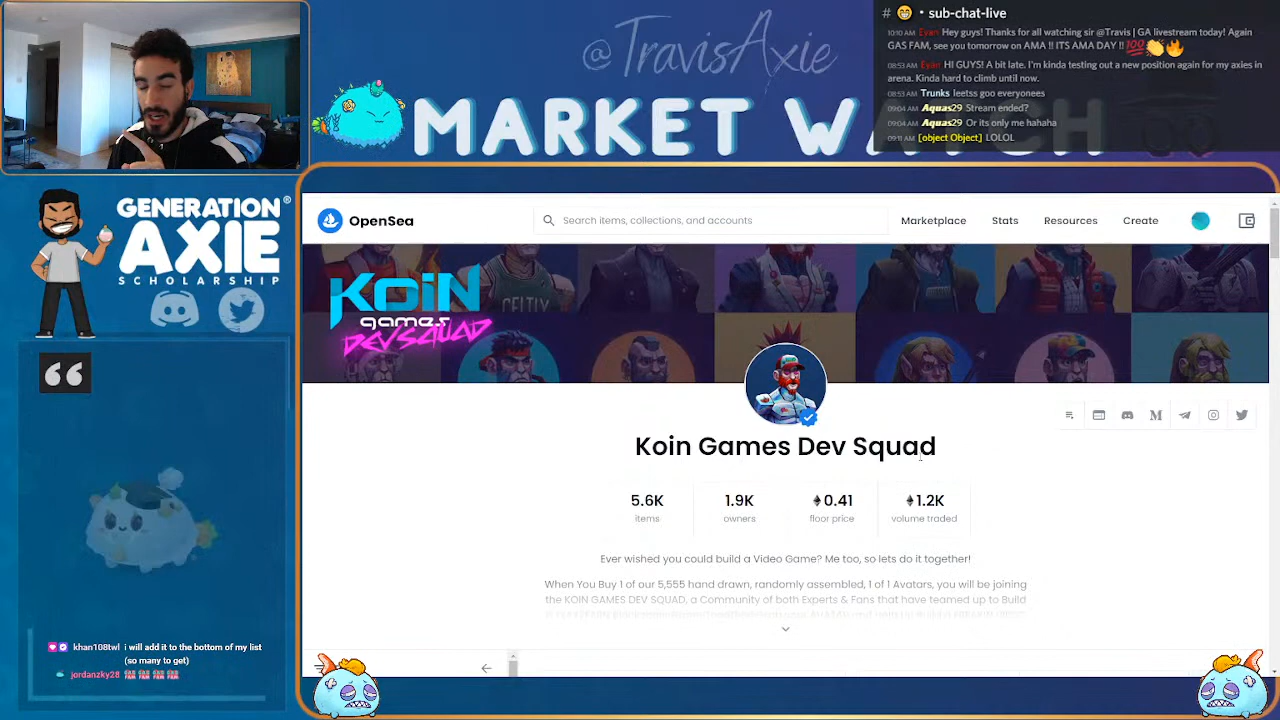 @TravisAxie
MARKET W
# 😁 • sub-chat-live
10:10 AM Eyan: Hey guys! Thanks for all watching sir @Travis | GA livestream today! Again
GAS FAM, see you tomorrow on AMA !! ITS AMA DAY !! 💯👏🔥
08:53 AM Eyan: HI GUYS! A bit late. I'm kinda testing out a new position again for my axies in
arena. Kinda hard to climb until now.
08:53 AM Trunks leetss goo everyonees
09:04 AM Aquas29 Stream ended?
09:04 AM Aquas29 Or its only me hahaha
09:11 AM [object Object] LOLOL
GENERATION®
AXIE
SCHOLARSHIP
khan108twl i will add it to the bottom of my list
(so many to get)
jordanzky28
OpenSea
Search items, collections, and accounts
Marketplace Stats Resources Create
KOIN
games
DEVSQUAD
CELTIC
Koin Games Dev Squad
5.6K 1.9K 0.41 1.2K
items owners floor price volume traded
Ever wished you could build a Video Game? Me too, so lets do it together!
When You Buy 1 of our 5,555 hand drawn, randomly assembled, 1 of 1 Avatars, you will be joining
the KOIN GAMES DEV SQUAD, a Community of both Experts & Fans that have teamed up to Build